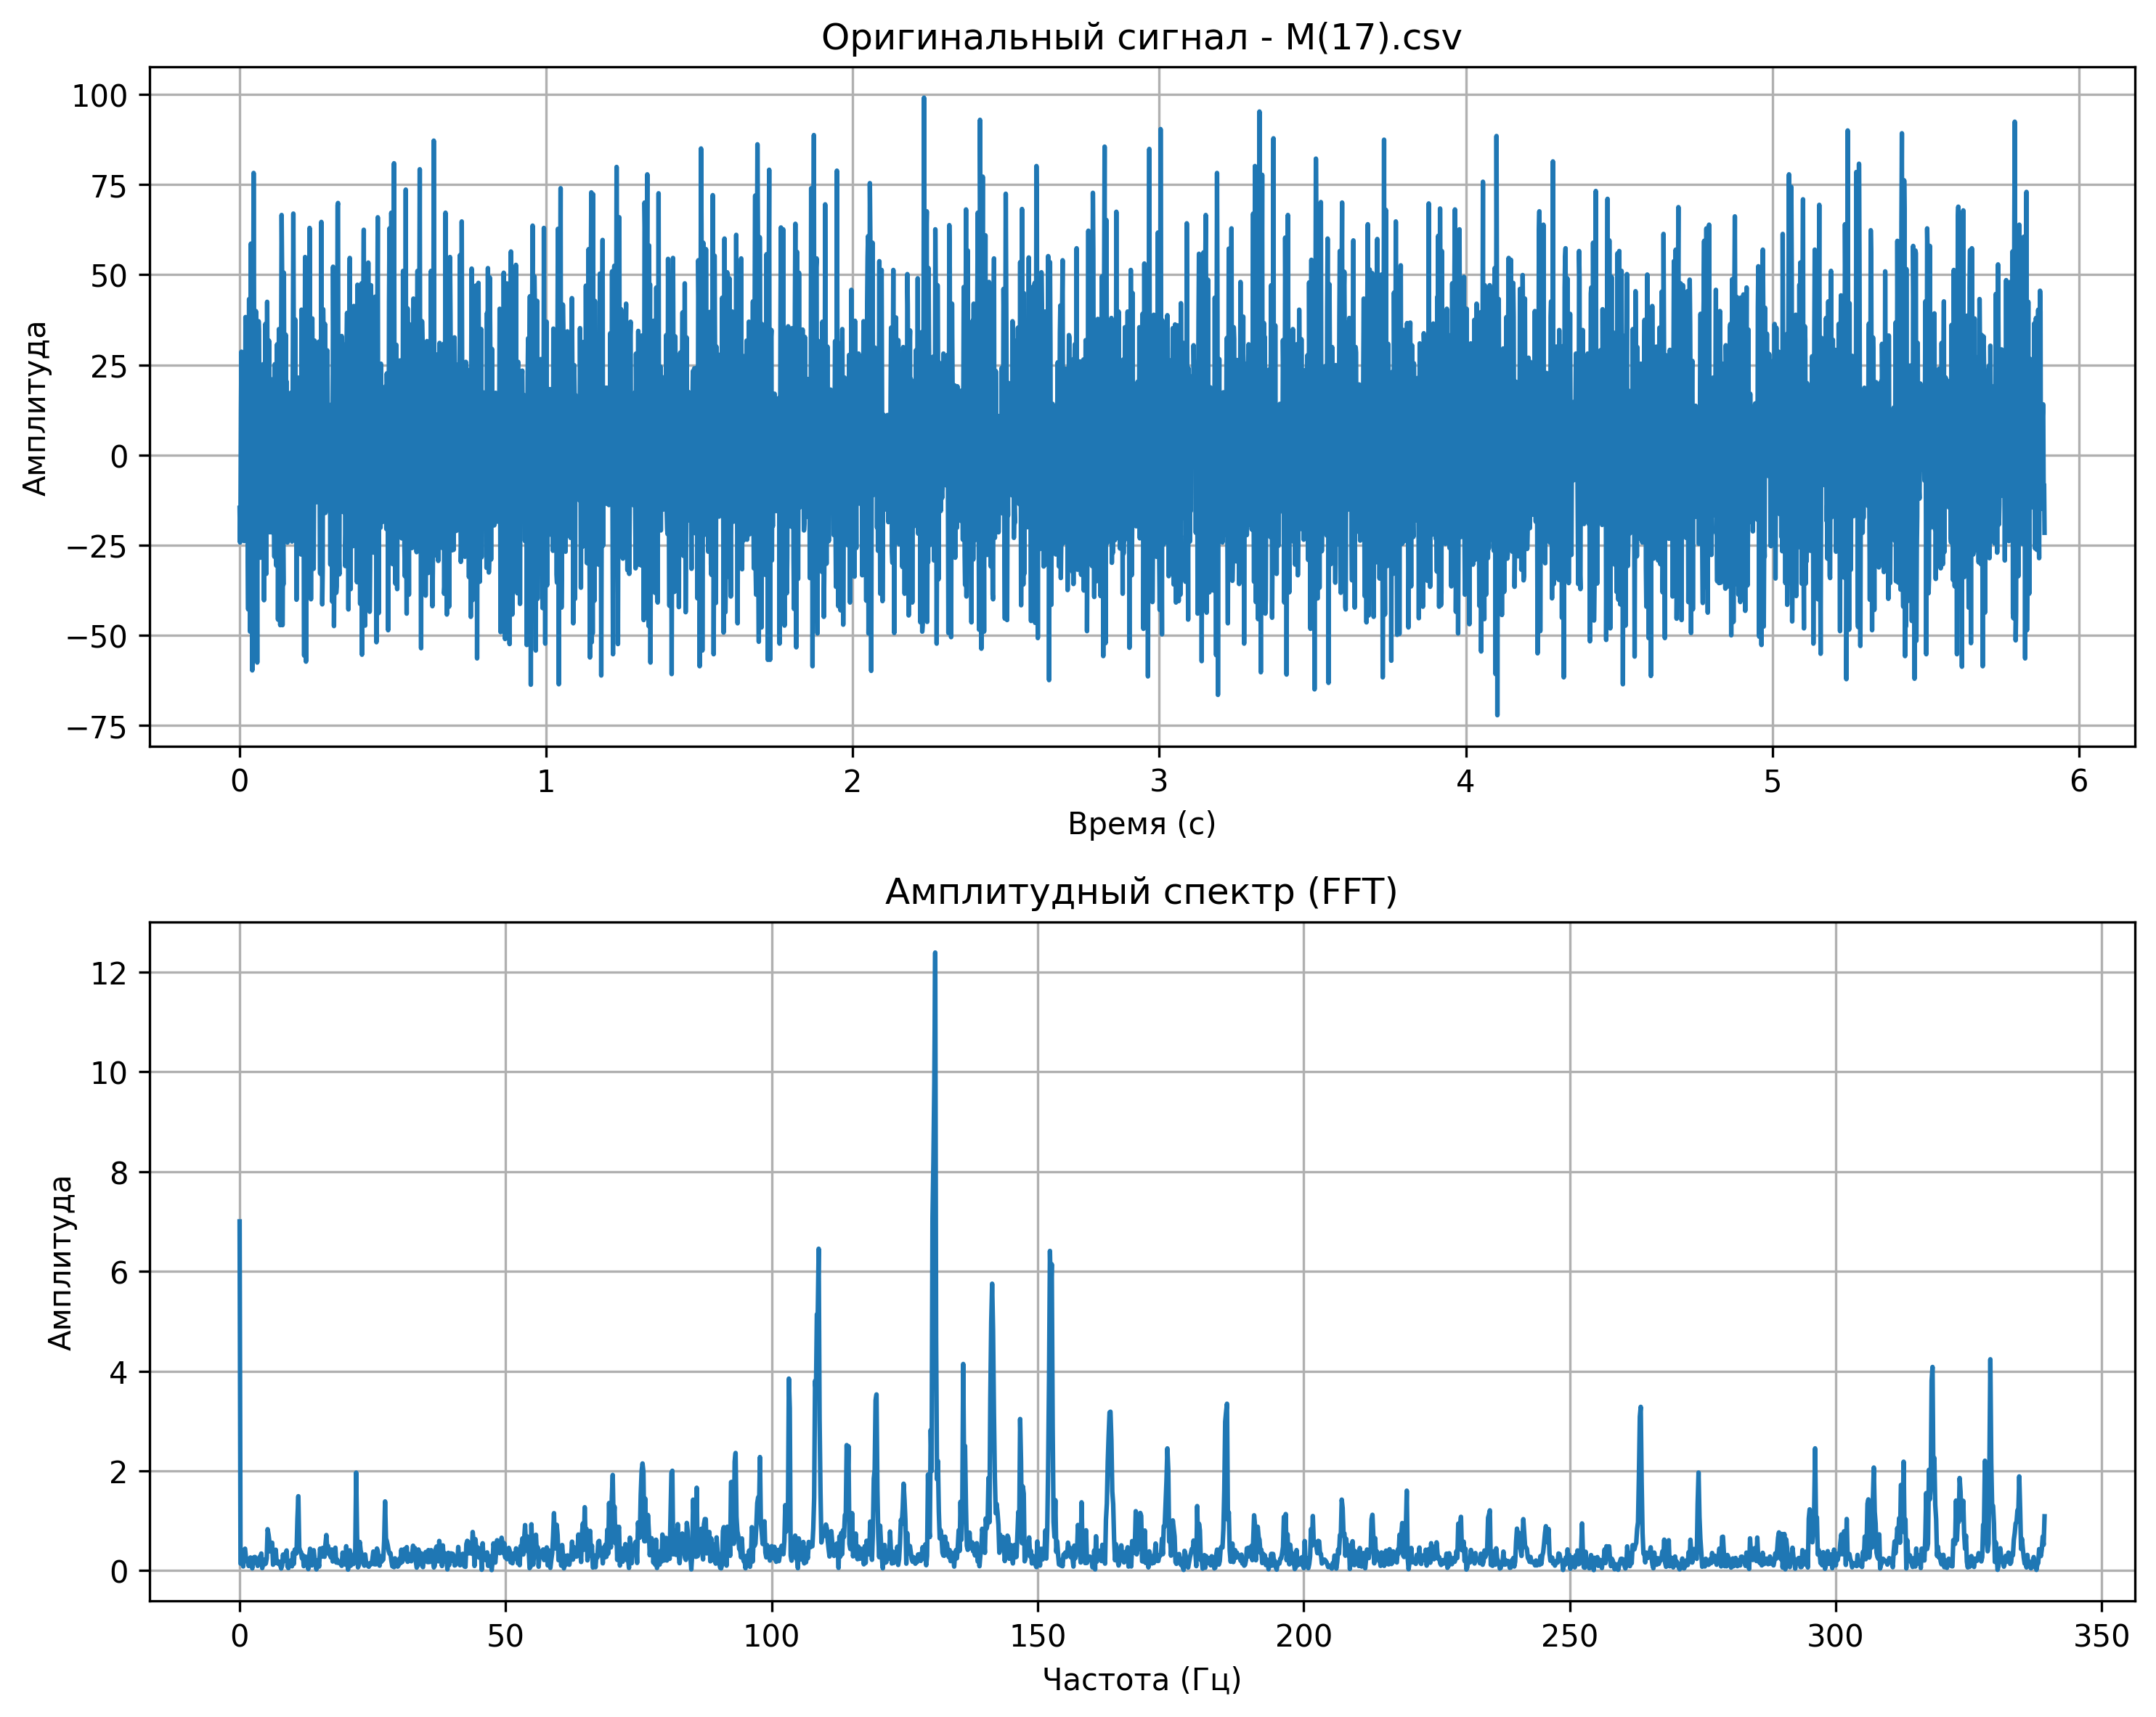 Оригинальный сигнал - M(17).csv
Амплитуда
100
75
50
25
0
−25
−50
−75
0 1 2 3 4 5 6
Время (с)
Амплитудный спектр (FFT)
Амплитуда
12
10
8
6
4
2
0
0 50 100 150 200 250 300 350
Частота (Гц)